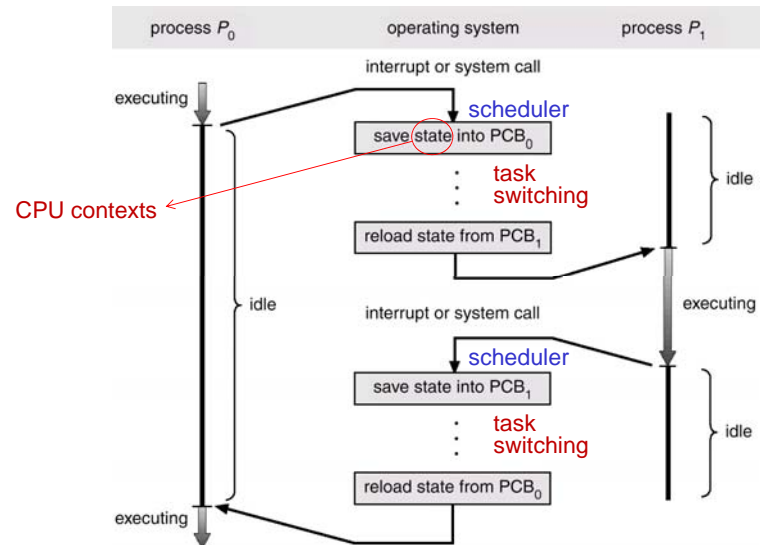 process P₀ operating system process P₁
interrupt or system call
executing
scheduler
save state into PCB₀
idle
task
switching
CPU contexts
reload state from PCB₁
idle
interrupt or system call
executing
scheduler
save state into PCB₁
task
switching
idle
reload state from PCB₀
executing